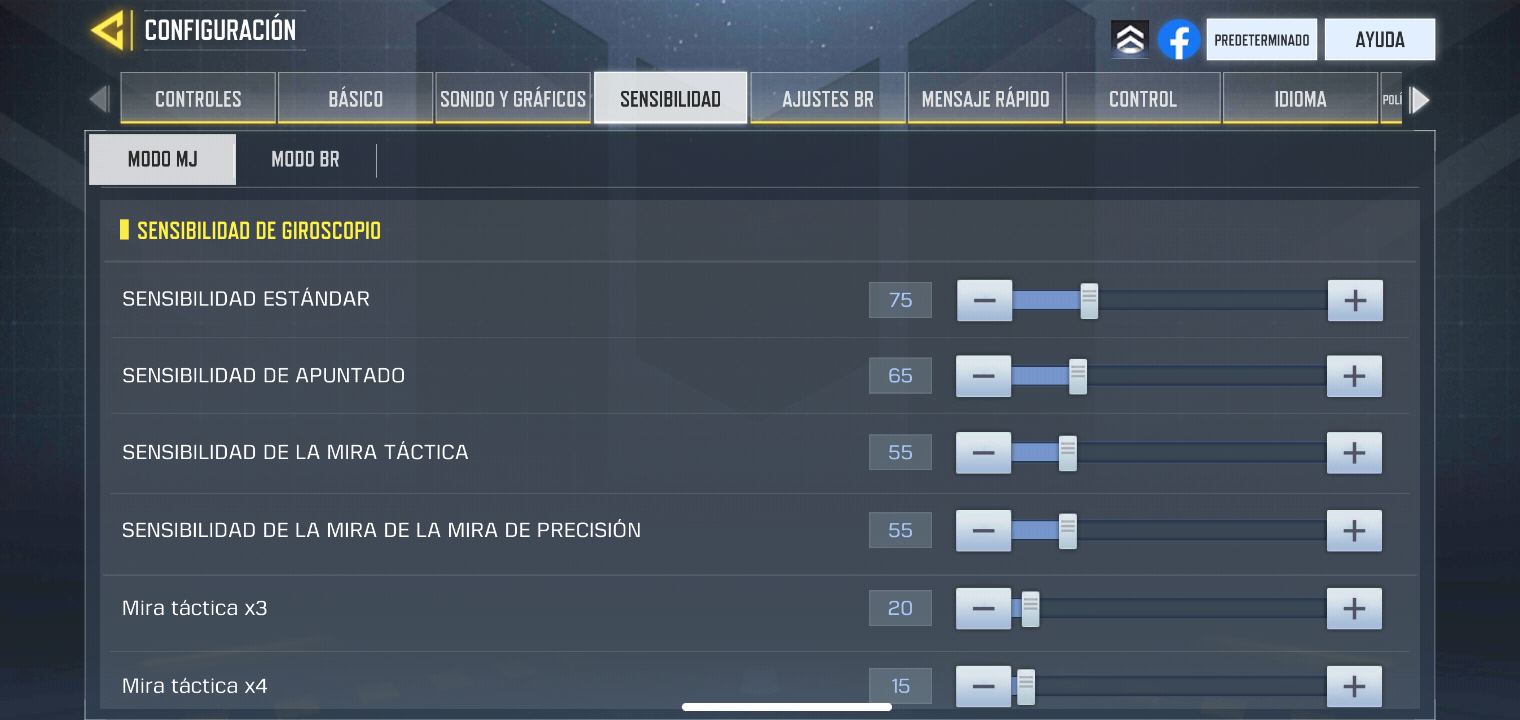 CONFIGURACIÓN
PREDETERMINADO
AYUDA
CONTROLES
BÁSICO
SONIDO Y GRÁFICOS
SENSIBILIDAD
AJUSTES BR
MENSAJE RÁPIDO
CONTROL
IDIOMA
POLÍ
MODO MJ
MODO BR
SENSIBILIDAD DE GIROSCOPIO
SENSIBILIDAD ESTÁNDAR 75
SENSIBILIDAD DE APUNTADO 65
SENSIBILIDAD DE LA MIRA TÁCTICA 55
SENSIBILIDAD DE LA MIRA DE LA MIRA DE PRECISIÓN 55
Mira táctica x3 20
Mira táctica x4 15